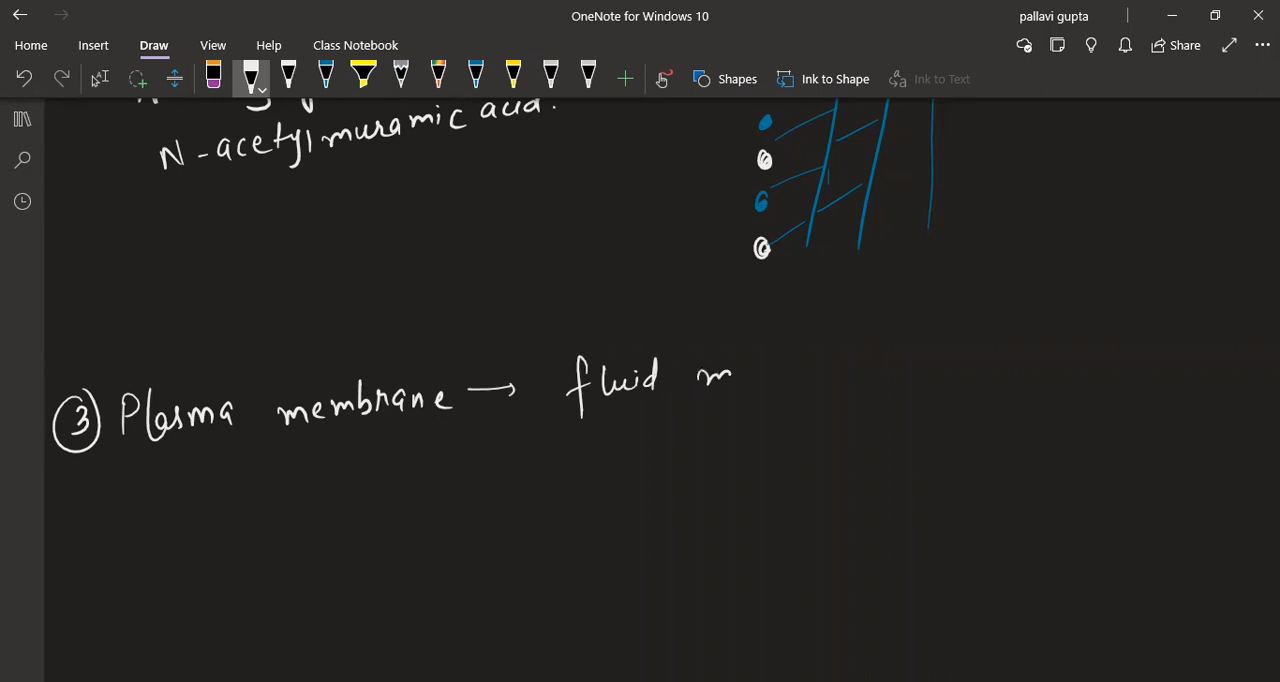 OneNote for Windows 10
pallavi gupta
Home Insert Draw View Help Class Notebook
Share
Shapes
Ink to Shape
Ink to Text
N-acetylmuramic acid.
③ Plasma membrane → fluid m